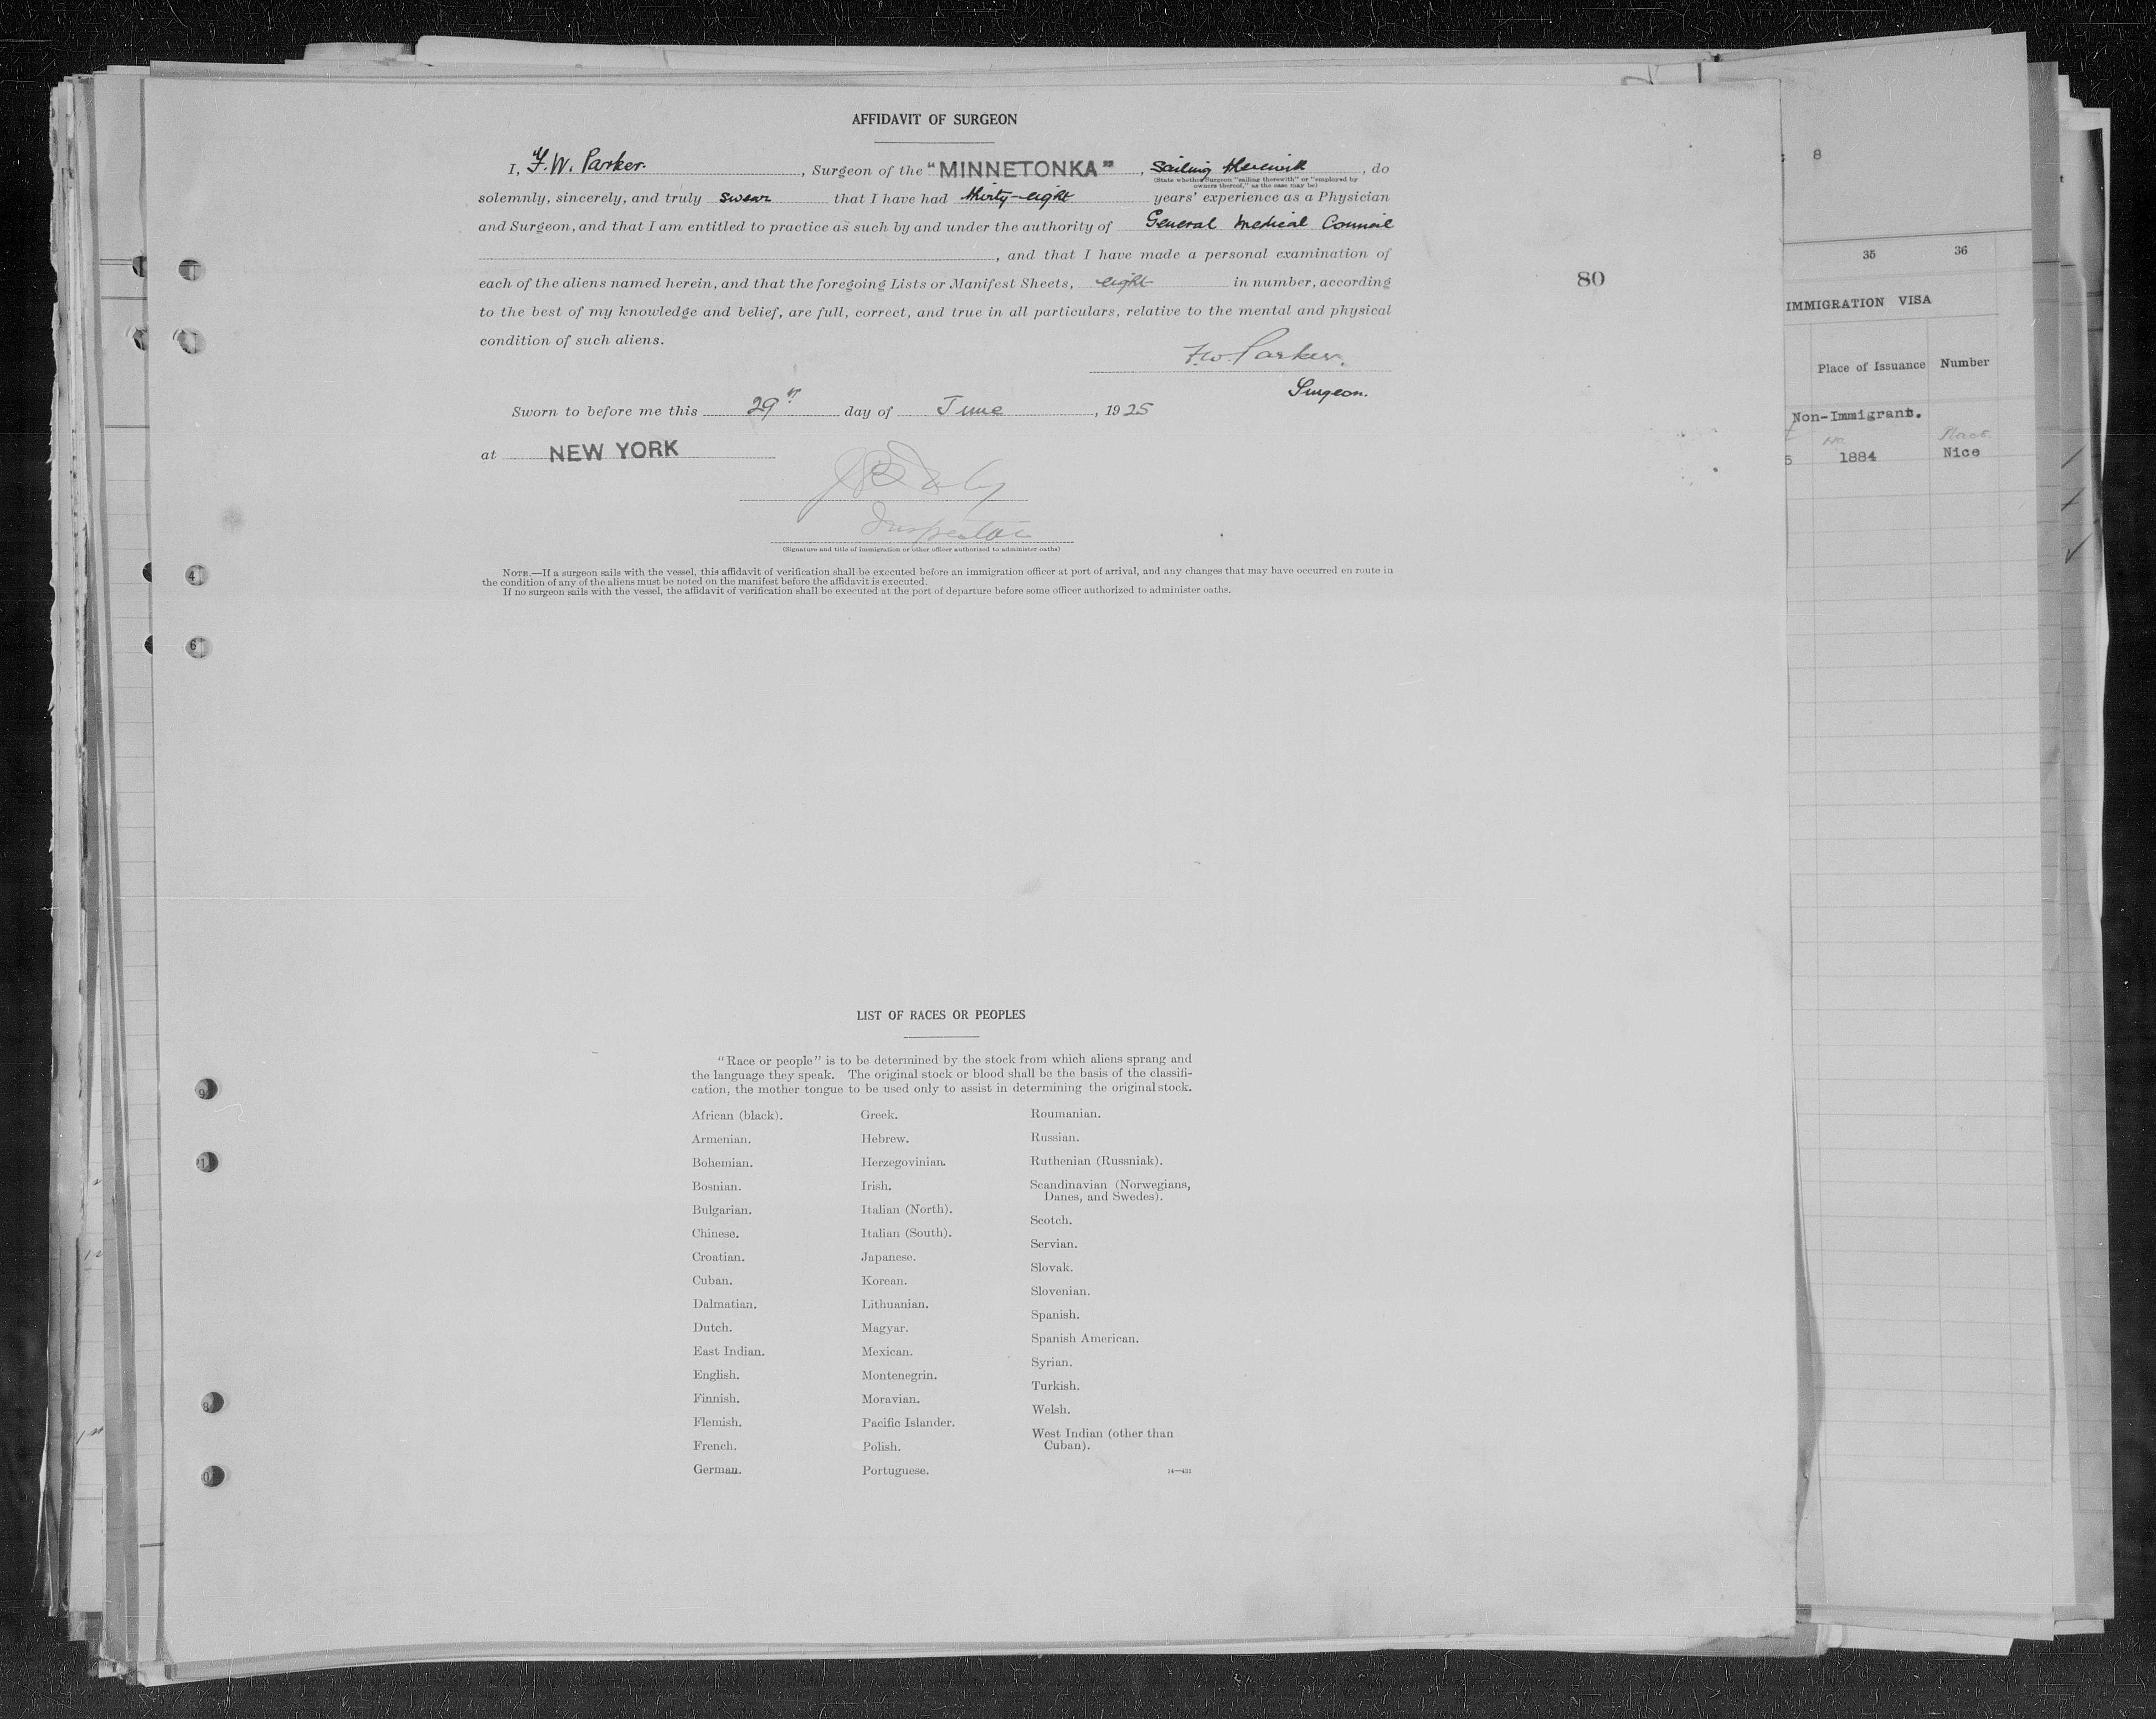 AFFIDAVIT OF SURGEON
I, F. W. Parker., Surgeon of the "MINNETONKA", Sailing therewith, do
(State whether Surgeon "sailing therewith" or "employed by
owners thereof," as the case may be)
solemnly, sincerely, and truly swear that I have had thirty-eight years' experience as a Physician
and Surgeon, and that I am entitled to practice as such by and under the authority of General Medical Council
, and that I have made a personal examination of
each of the aliens named herein, and that the foregoing Lists or Manifest Sheets, eight in number, according
to the best of my knowledge and belief, are full, correct, and true in all particulars, relative to the mental and physical
condition of such aliens.
F.W. Parker.
Surgeon.
Sworn to before me this 29th day of June, 1925
at NEW YORK
Inspector
(Signature and title of immigration or other officer authorized to administer oaths)
NOTE.—If a surgeon sails with the vessel, this affidavit of verification shall be executed before an immigration officer at port of arrival, and any changes that may have occurred en route in
the condition of any of the aliens must be noted on the manifest before the affidavit is executed.
If no surgeon sails with the vessel, the affidavit of verification shall be executed at the port of departure before some officer authorized to administer oaths.
80
8
35 36
IMMIGRATION VISA
Place of Issuance Number
Non-Immigrant.
No. Place
5 1884 Nice
LIST OF RACES OR PEOPLES
"Race or people" is to be determined by the stock from which aliens sprang and
the language they speak. The original stock or blood shall be the basis of the classifi-
cation, the mother tongue to be used only to assist in determining the original stock.
African (black).
Armenian.
Bohemian.
Bosnian.
Bulgarian.
Chinese.
Croatian.
Cuban.
Dalmatian.
Dutch.
East Indian.
English.
Finnish.
Flemish.
French.
German.
Greek.
Hebrew.
Herzegovinian.
Irish.
Italian (North).
Italian (South).
Japanese.
Korean.
Lithuanian.
Magyar.
Mexican.
Montenegrin.
Moravian.
Pacific Islander.
Polish.
Portuguese.
Roumanian.
Russian.
Ruthenian (Russniak).
Scandinavian (Norwegians,
Danes, and Swedes).
Scotch.
Servian.
Slovak.
Slovenian.
Spanish.
Spanish American.
Syrian.
Turkish.
Welsh.
West Indian (other than
Cuban).
14—431